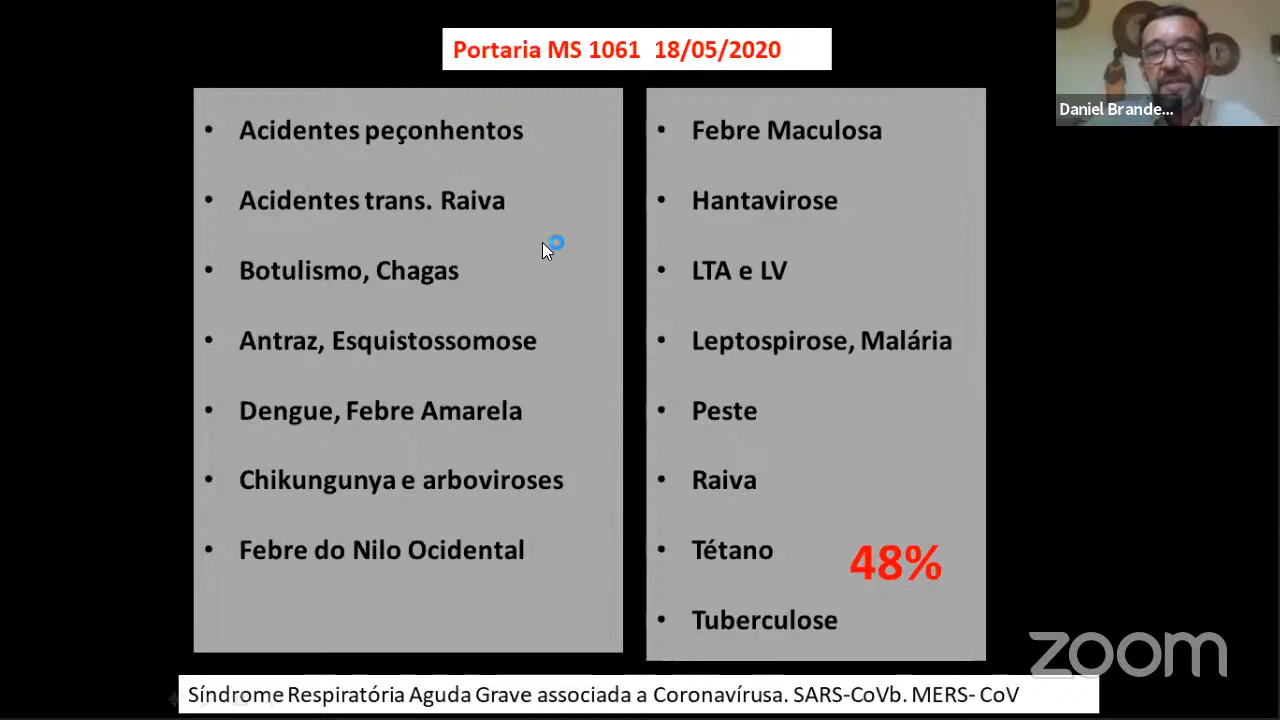 Portaria MS 1061 18/05/2020
Daniel Brande...
• Acidentes peçonhentos
• Acidentes trans. Raiva
• Botulismo, Chagas
• Antraz, Esquistossomose
• Dengue, Febre Amarela
• Chikungunya e arboviroses
• Febre do Nilo Ocidental
• Febre Maculosa
• Hantavirose
• LTA e LV
• Leptospirose, Malária
• Peste
• Raiva
• Tétano
48%
• Tuberculose
zoom
Síndrome Respiratória Aguda Grave associada a Coronavírusa. SARS-CoVb. MERS- CoV